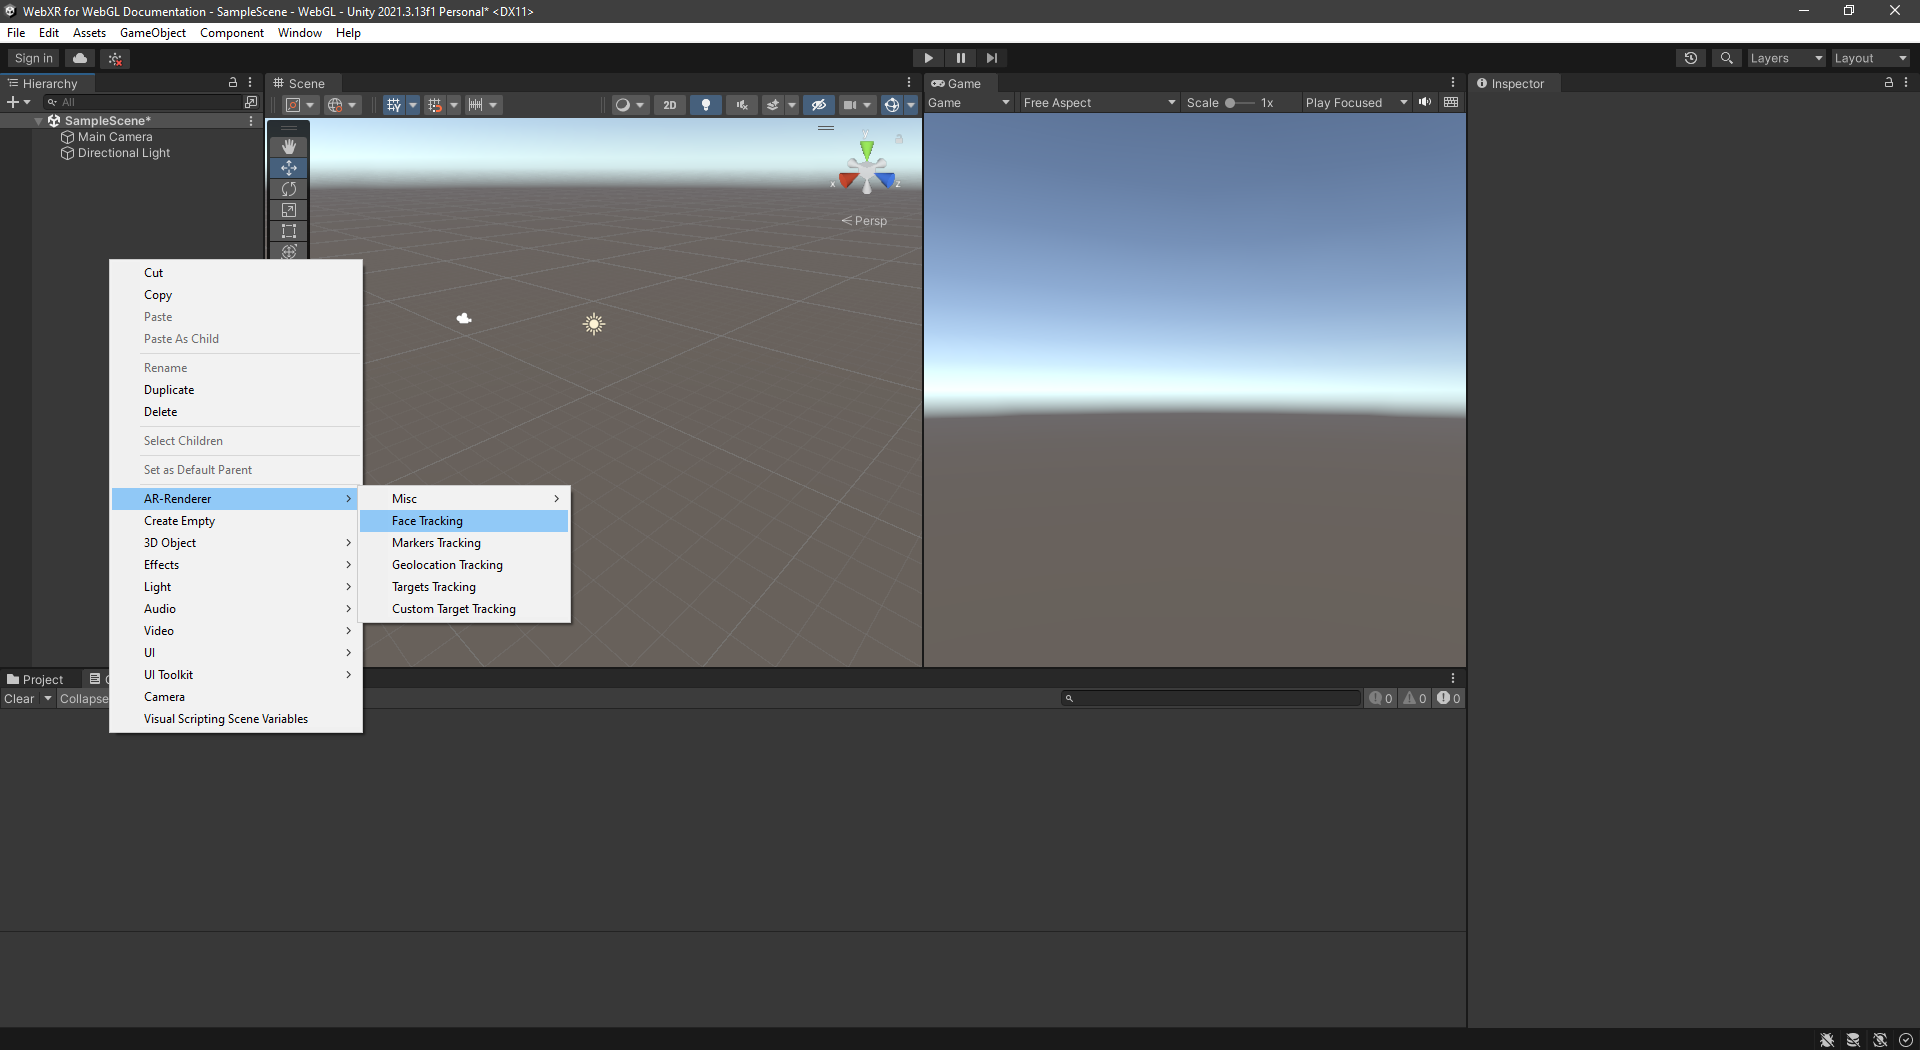 WebXR for WebGL Documentation - SampleScene - WebGL - Unity 2021.3.13f1 Personal* <DX11>
File Edit Assets GameObject Component Window Help
Sign in
Layers
Layout
Hierarchy
All
SampleScene*
Main Camera
Directional Light
Scene
2D
y
x
z
Persp
Game
Game
Free Aspect
Scale
1x
Play Focused
Inspector
Cut
Copy
Paste
Paste As Child
Rename
Duplicate
Delete
Select Children
Set as Default Parent
AR-Renderer
Create Empty
3D Object
Effects
Light
Audio
Video
UI
UI Toolkit
Camera
Visual Scripting Scene Variables
Misc
Face Tracking
Markers Tracking
Geolocation Tracking
Targets Tracking
Custom Target Tracking
Project
Clear
Collapse
0
0
0